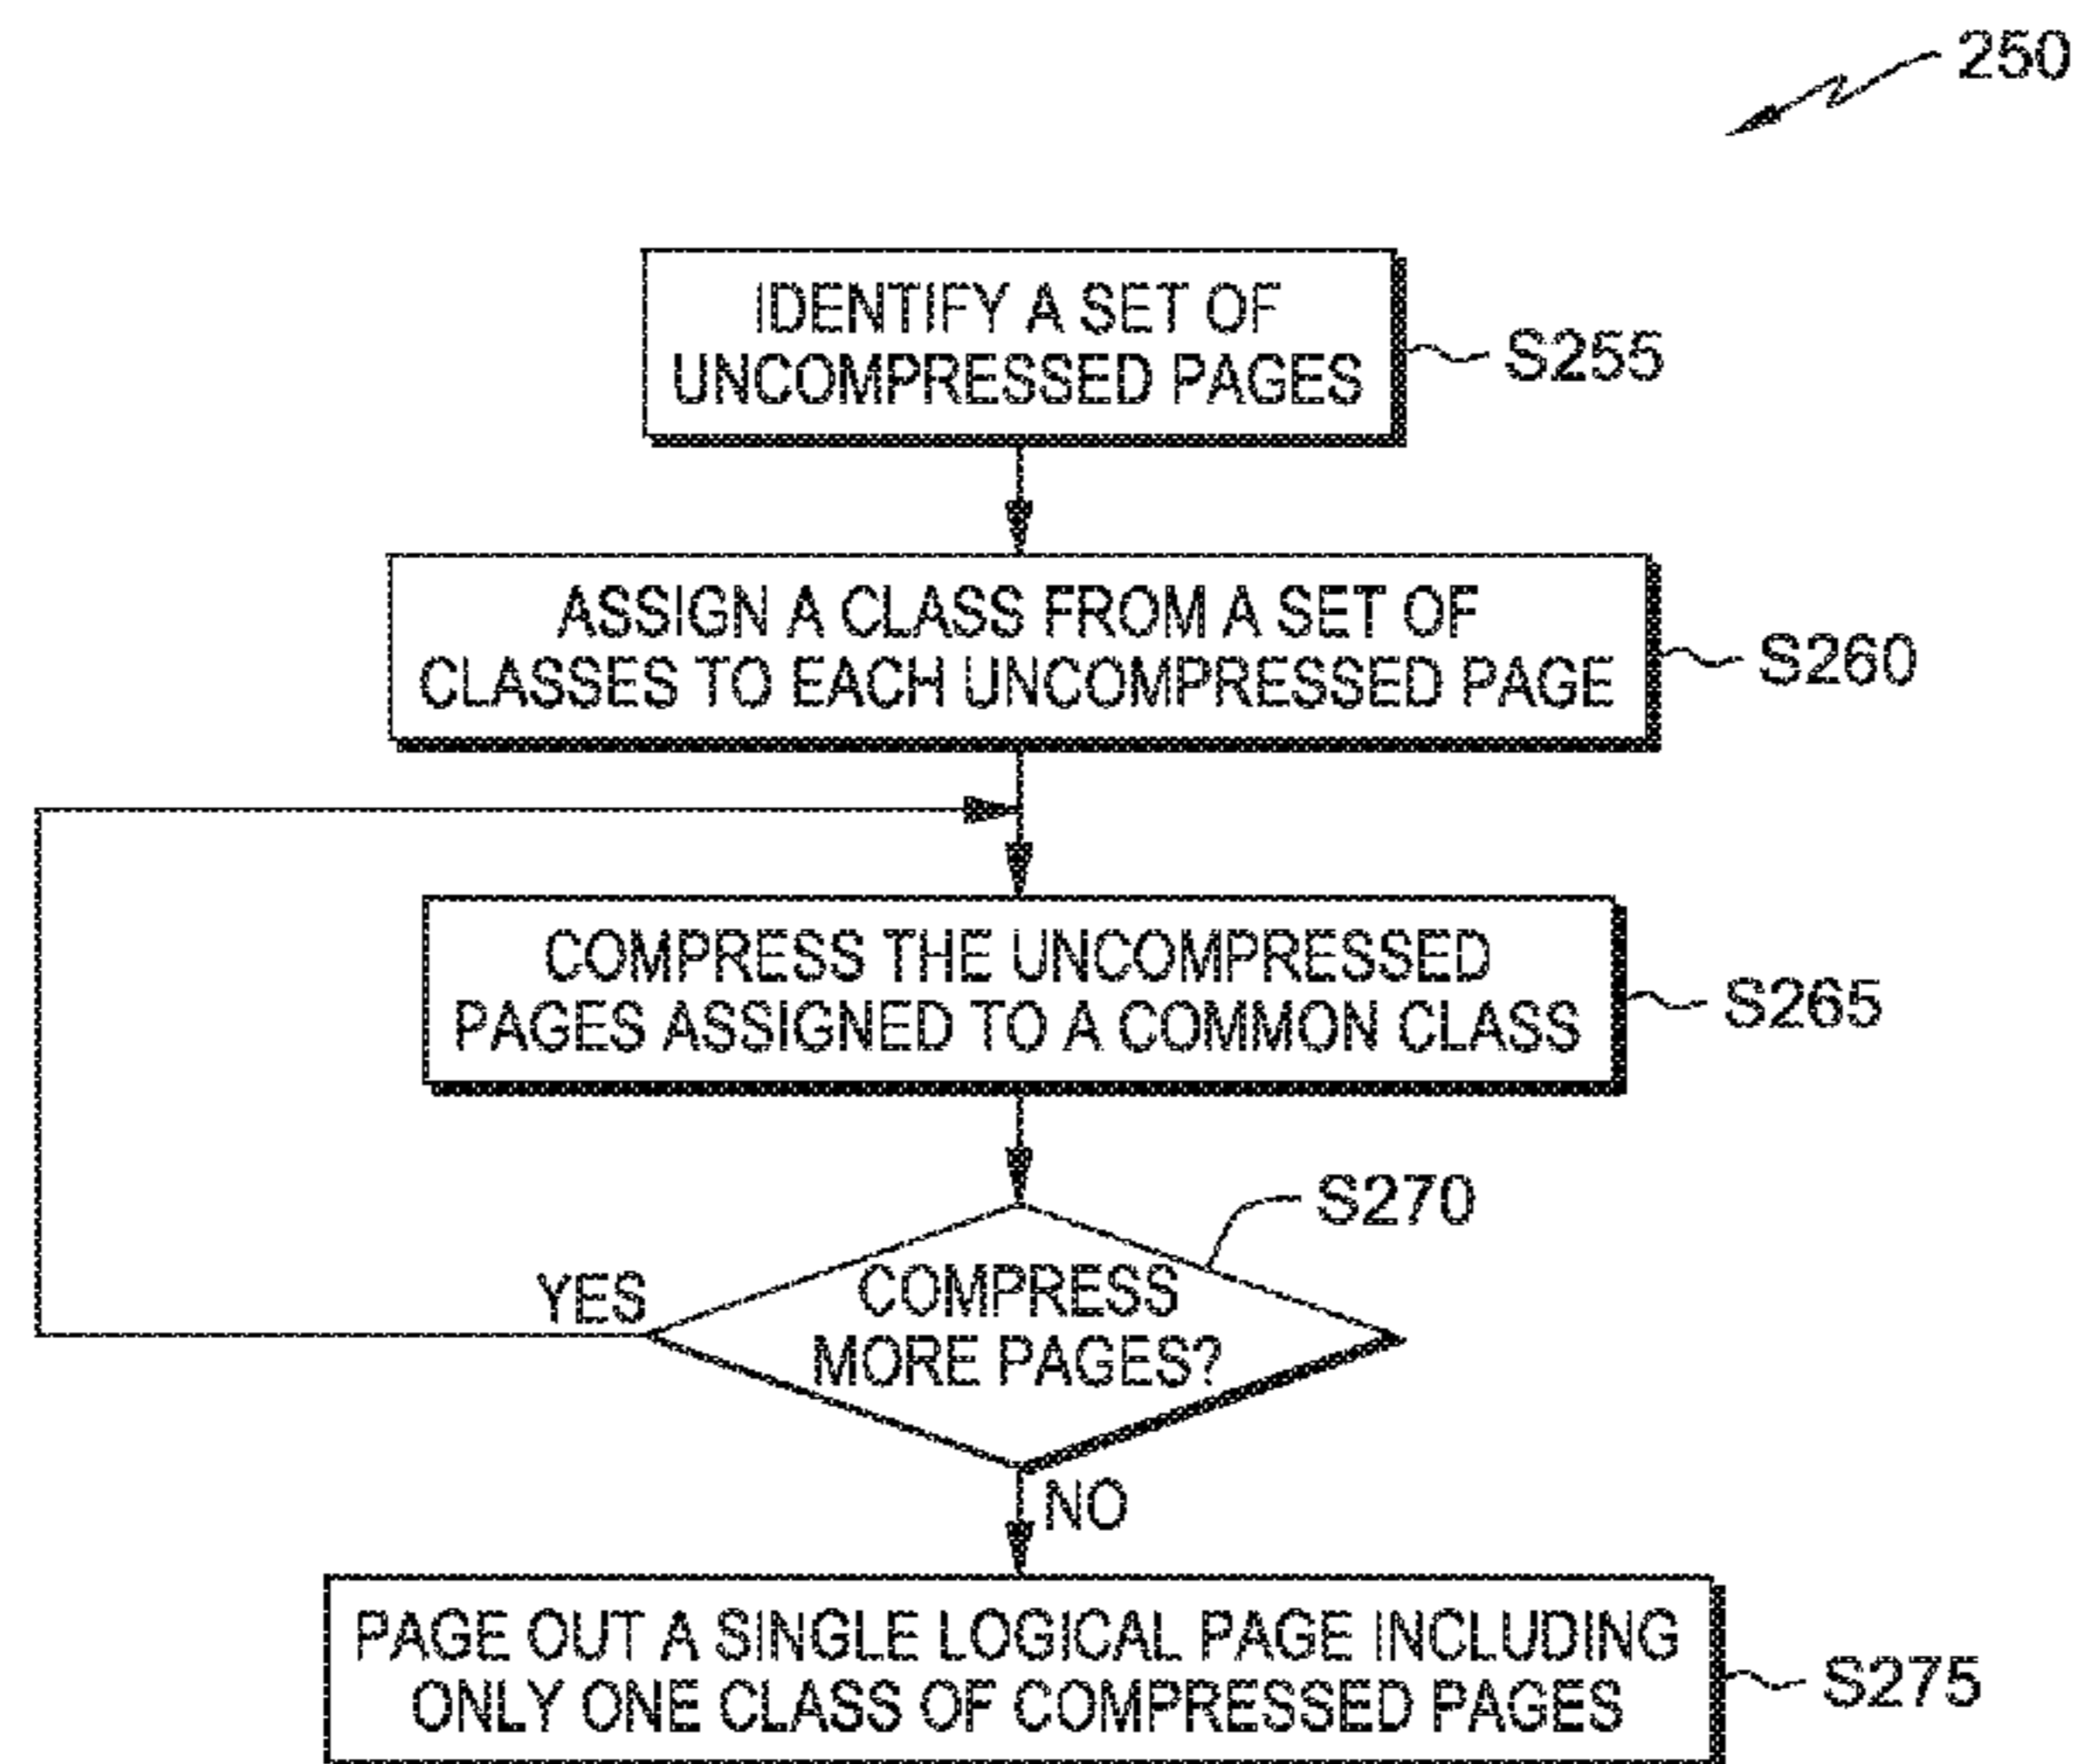 250
IDENTIFY A SET OF
UNCOMPRESSED PAGES
S255
ASSIGN A CLASS FROM A SET OF
CLASSES TO EACH UNCOMPRESSED PAGE
S260
COMPRESS THE UNCOMPRESSED
PAGES ASSIGNED TO A COMMON CLASS
S265
S270
COMPRESS
MORE PAGES?
YES
NO
PAGE OUT A SINGLE LOGICAL PAGE INCLUDING
ONLY ONE CLASS OF COMPRESSED PAGES
S275